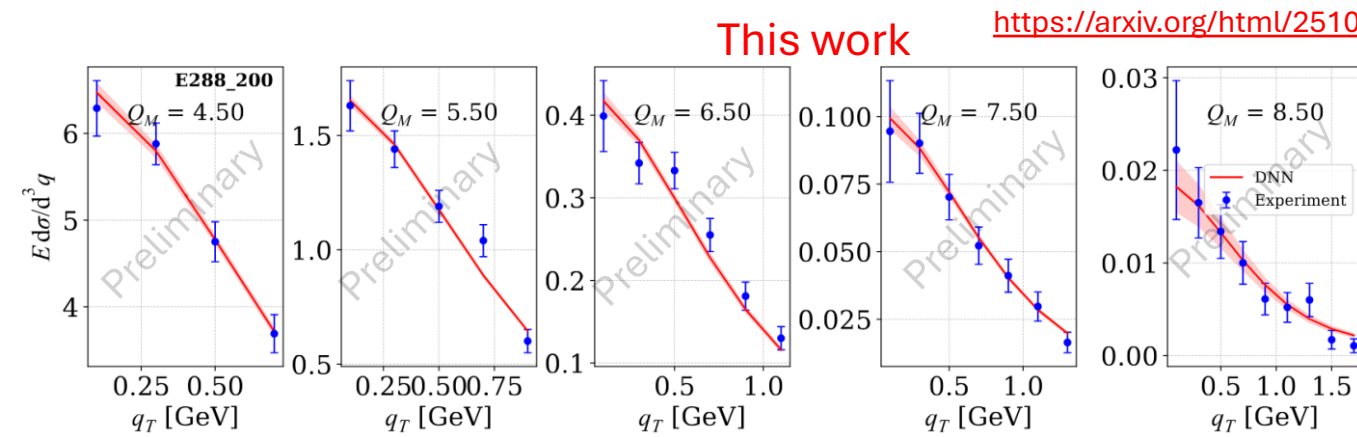 This work
https://arxiv.org/html/2510
E288_200
Q_M = 4.50
Q_M = 5.50
Q_M = 6.50
Q_M = 7.50
Q_M = 8.50
E dσ/d³q
6
5
4
1.5
1.0
0.5
0.4
0.3
0.2
0.1
0.100
0.075
0.050
0.025
0.03
0.02
0.01
0.00
Preliminary
Preliminary
Preliminary
Preliminary
Preliminary
DNN
Experiment
0.25 0.50
0.25 0.50 0.75
0.5 1.0
0.5 1.0
0.5 1.0 1.5
q_T [GeV]
q_T [GeV]
q_T [GeV]
q_T [GeV]
q_T [GeV]